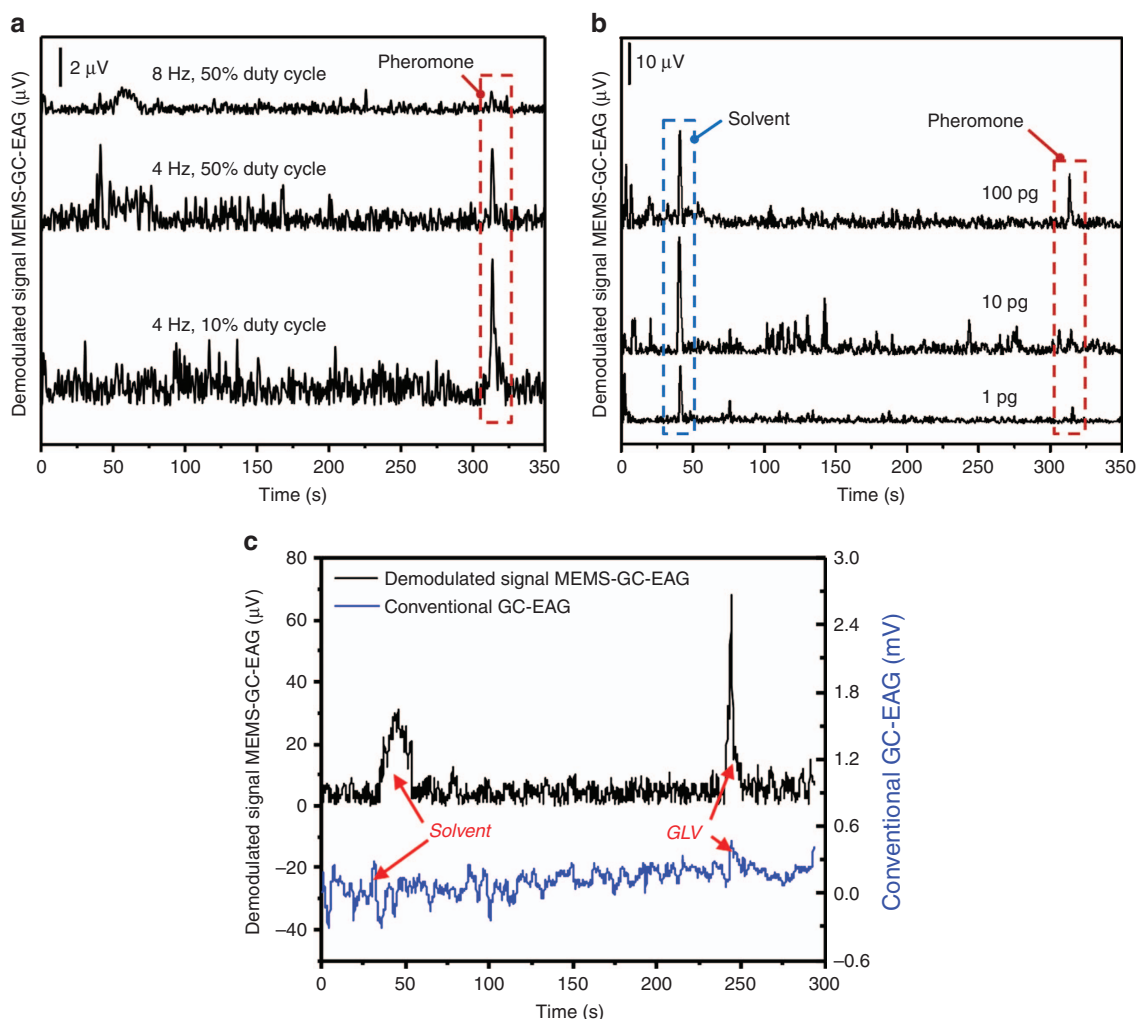 a
Demodulated signal MEMS-GC-EAG (μV)
2 μV
8 Hz, 50% duty cycle
Pheromone
4 Hz, 50% duty cycle
4 Hz, 10% duty cycle
0 50 100 150 200 250 300 350
Time (s)
b
Demodulated signal MEMS-GC-EAG (μV)
10 μV
Solvent
Pheromone
100 pg
10 pg
1 pg
0 50 100 150 200 250 300 350
Time (s)
c
Demodulated signal MEMS-GC-EAG (μV)
80
60
40
20
0
−20
−40
Demodulated signal MEMS-GC-EAG
Conventional GC-EAG
Solvent
GLV
3.0
2.4
1.8
1.2
0.6
0.0
−0.6
Conventional GC-EAG (mV)
0 50 100 150 200 250 300
Time (s)